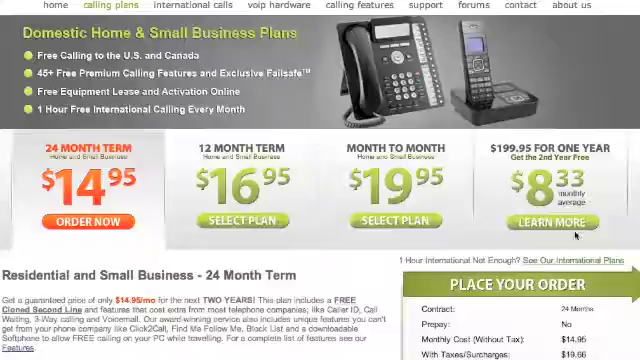 home calling plans international calls voip hardware calling features support forums contact about us
Domestic Home & Small Business Plans
Free Calling to the U.S. and Canada
45+ Free Premium Calling Features and Exclusive Failsafe™
Free Equipment Lease and Activation Online
1 Hour Free International Calling Every Month
24 MONTH TERM
Home and Small Business
$14.95
ORDER NOW
12 MONTH TERM
Home and Small Business
$16.95
SELECT PLAN
MONTH TO MONTH
Home and Small Business
$19.95
SELECT PLAN
$199.95 FOR ONE YEAR
Get the 2nd Year Free
$8.33
monthly
average
LEARN MORE
1 Hour International Not Enough? See Our International Plans
Residential and Small Business - 24 Month Term
Get a guaranteed price of only $14.95/mo for the next TWO YEARS! This plan includes a FREE
Cloned Second Line and features that cost extra from most telephone companies; like Caller ID, Call
Waiting, 3-Way calling and Voicemail. Our award-winning service also includes unique features you can't
get from your phone company like Click2Call, Find Me Follow Me, Black List and a downloadable
Softphone to allow FREE calling on your PC while travelling. For a complete list of features see our
Features.
PLACE YOUR ORDER
Contract: 24 Months
Prepay: No
Monthly Cost (Without Tax): $14.95
With Taxes/Surcharges: $19.66